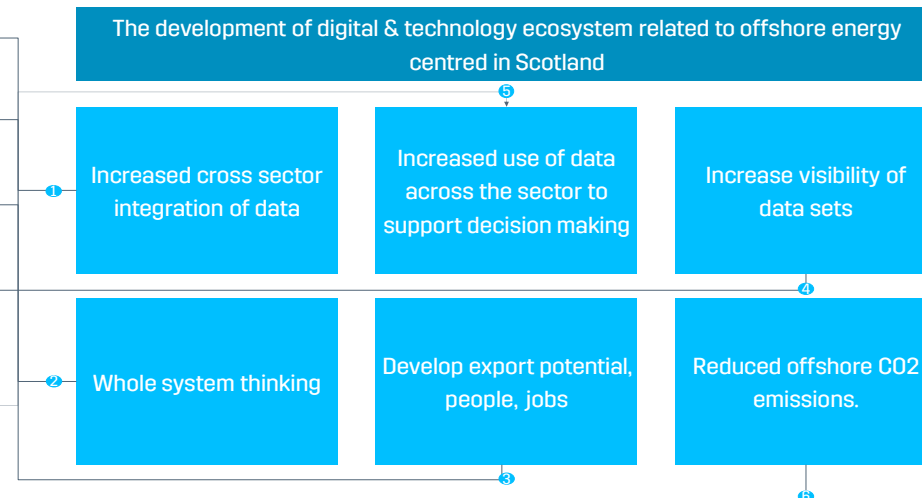 The development of digital & technology ecosystem related to offshore energy
centred in Scotland
5
Increased cross sector
integration of data
Increased use of data
across the sector to
support decision making
Increase visibility of
data sets
1
4
Whole system thinking
Develop export potential,
people, jobs
Reduced offshore CO2
emissions.
2
3
6